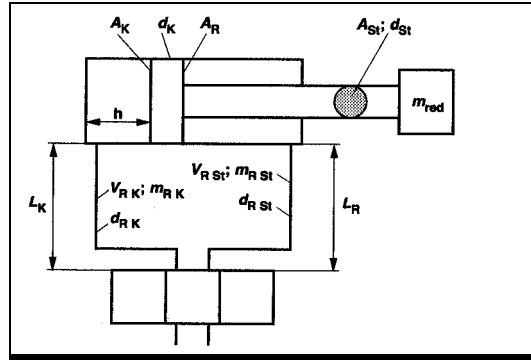 A_K
d_K
A_R
A_St; d_St
m_red
h
V_R St; m_R St
V_R K; m_R K
L_K
L_R
d_R St
d_R K